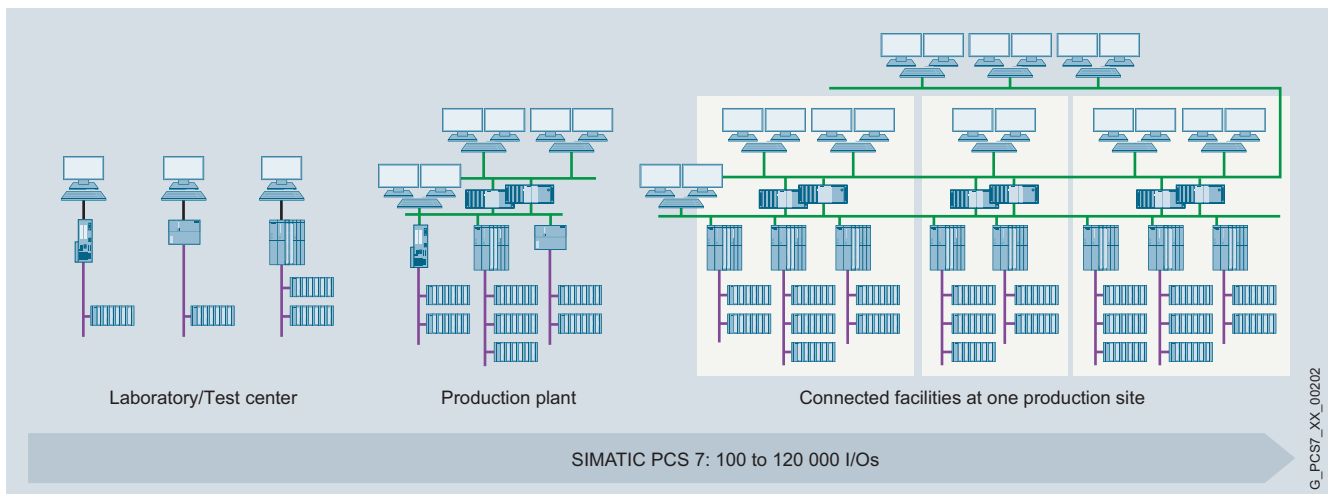 Laboratory/Test center
Production plant
Connected facilities at one production site
SIMATIC PCS 7: 100 to 120 000 I/Os
G_PCS7_XX_00202